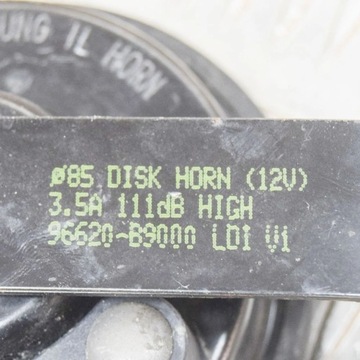 UNG IL HORN
ø85 DISK HORN (12V)
3.5A 111dB HIGH
96620-B9000 LDI V1